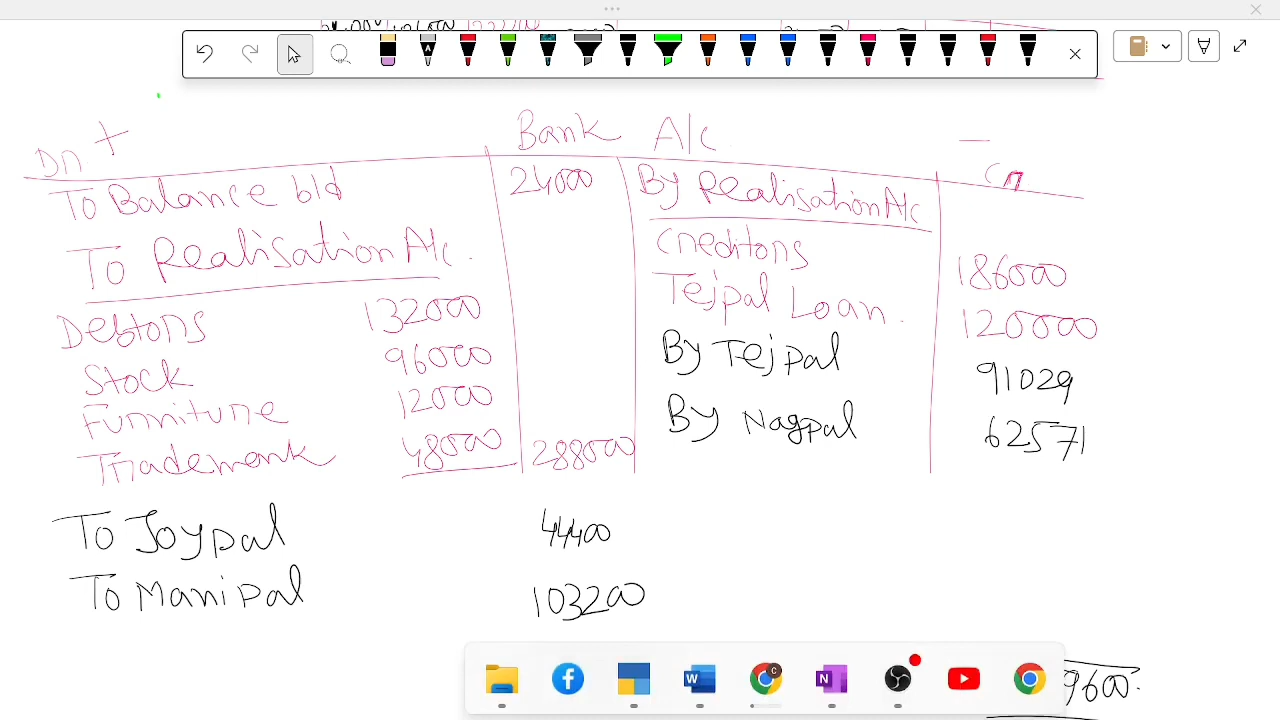 Bank A/c
Dr + - Cr
To Balance b/d 24000 By Realisation A/c
To Realisation A/c. Creditors 186000
Debtors 132000 Tejpal Loan. 120000
Stock 96000 By Tejpal 91029
Furniture 12000 By Nagpal 62571
Trademark 48000 288000
To Joypal 44400
To Manipal 103200
9600.